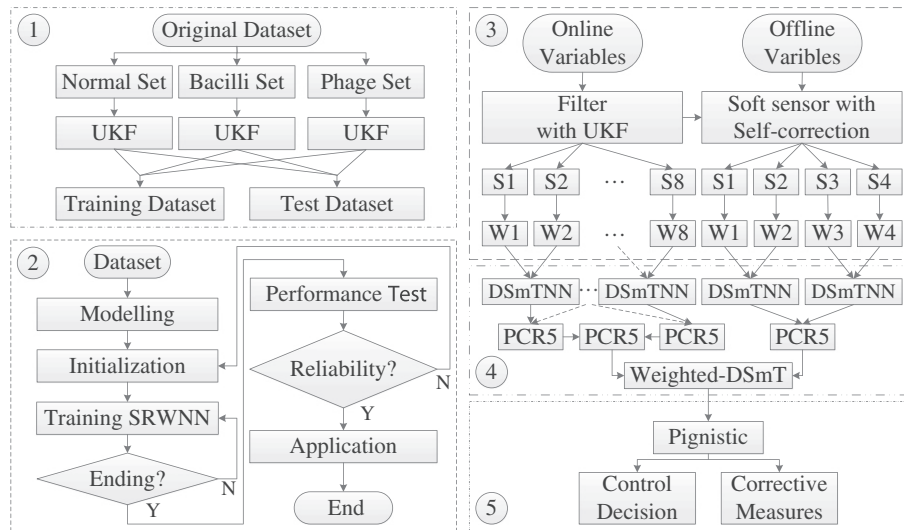 1
Original Dataset
Normal Set
Bacilli Set
Phage Set
UKF
UKF
UKF
Training Dataset
Test Dataset
2
Dataset
Modelling
Initialization
Training SRWNN
Ending?
N
Y
Performance Test
Reliability?
N
Y
Application
End
3
Online
Variables
Offline
Varibles
Filter
with UKF
Soft sensor with
Self-correction
S1
S2
...
S8
S1
S2
S3
S4
W1
W2
...
W8
W1
W2
W3
W4
4
DSmTNN
...
DSmTNN
DSmTNN
DSmTNN
PCR5
PCR5
PCR5
PCR5
Weighted-DSmT
5
Pignistic
Control
Decision
Corrective
Measures